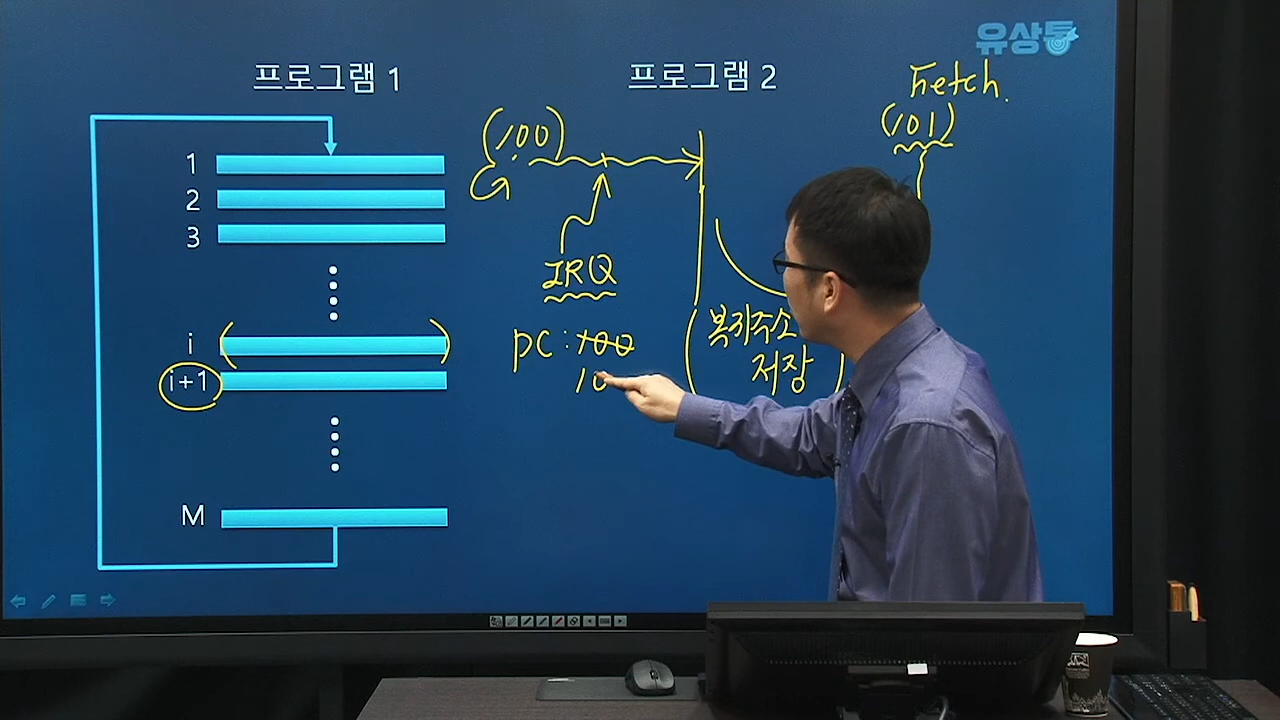 유상통
프로그램 1
프로그램 2
Fetch.
(101)
(100)
1
2
3
IRQ
i
i+1
PC : 100
10
복귀주소
저장
M